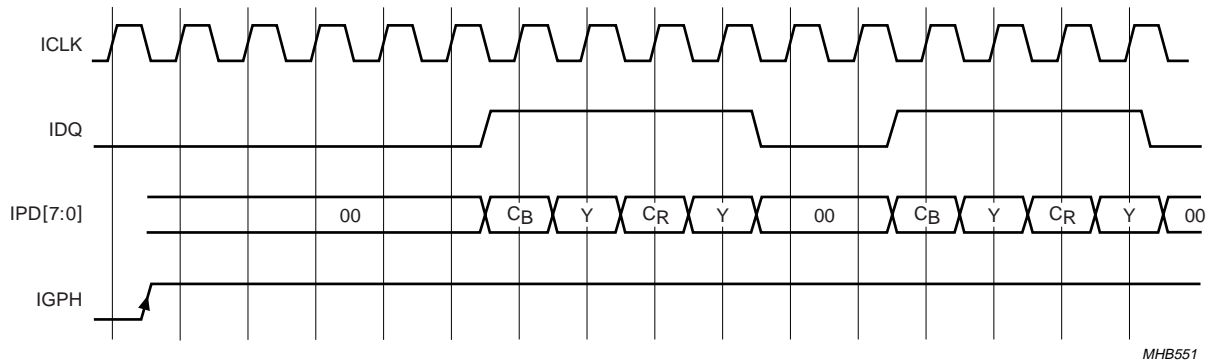 ICLK
IDQ
IPD[7:0] 00 CB Y CR Y 00 CB Y CR Y 00
IGPH
MHB551